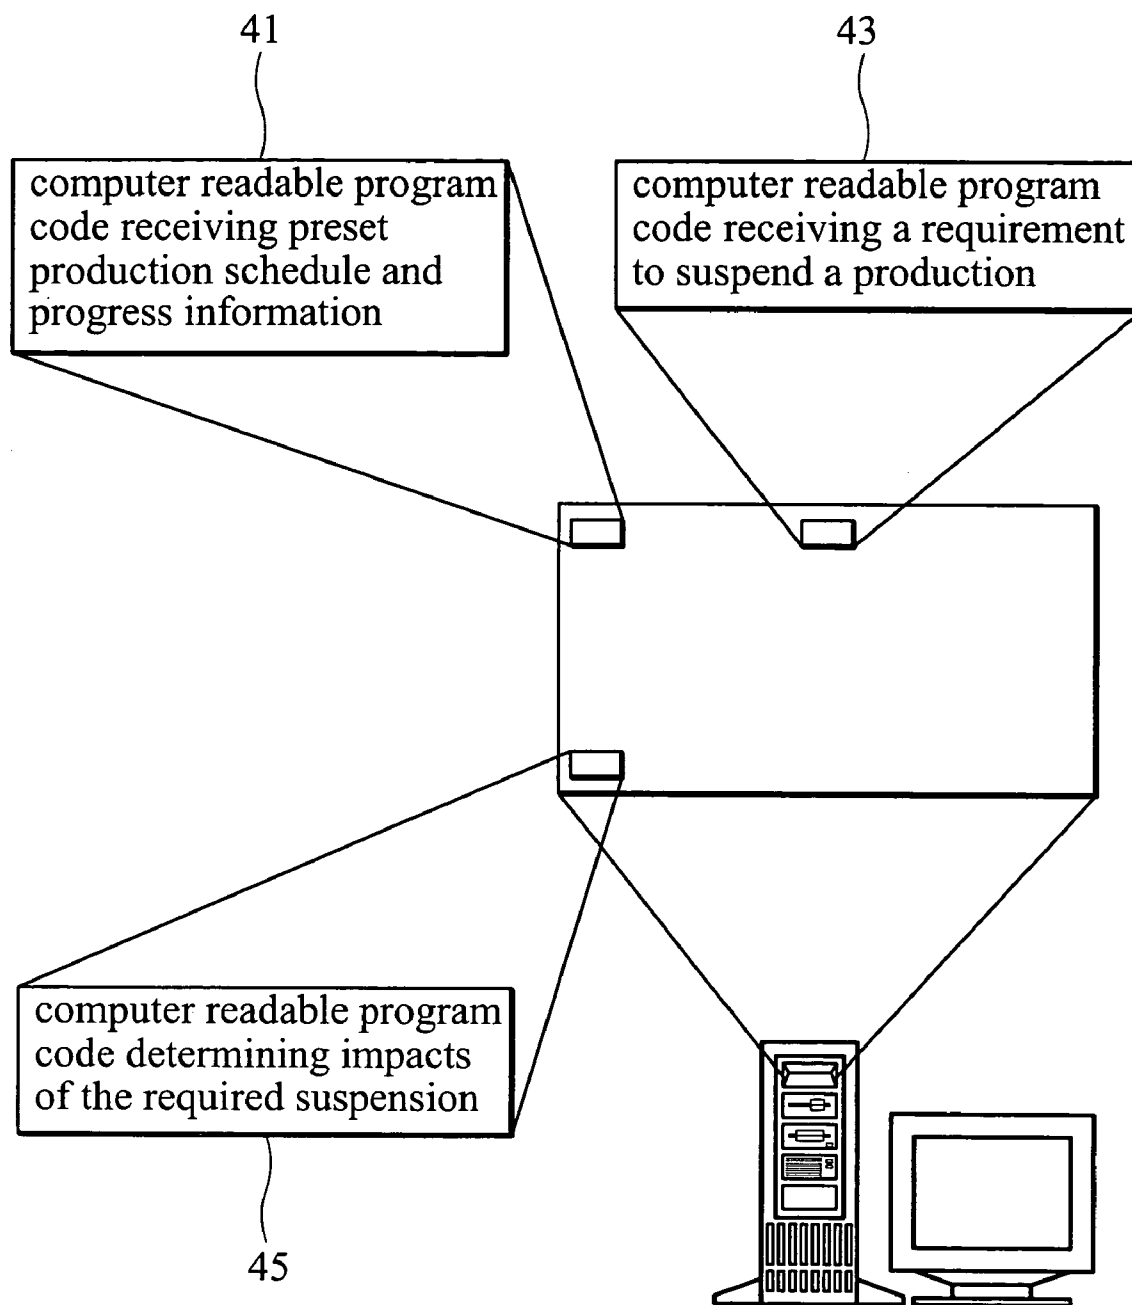 41
43
computer readable program
code receiving preset
production schedule and
progress information
computer readable program
code receiving a requirement
to suspend a production
computer readable program
code determining impacts
of the required suspension
45